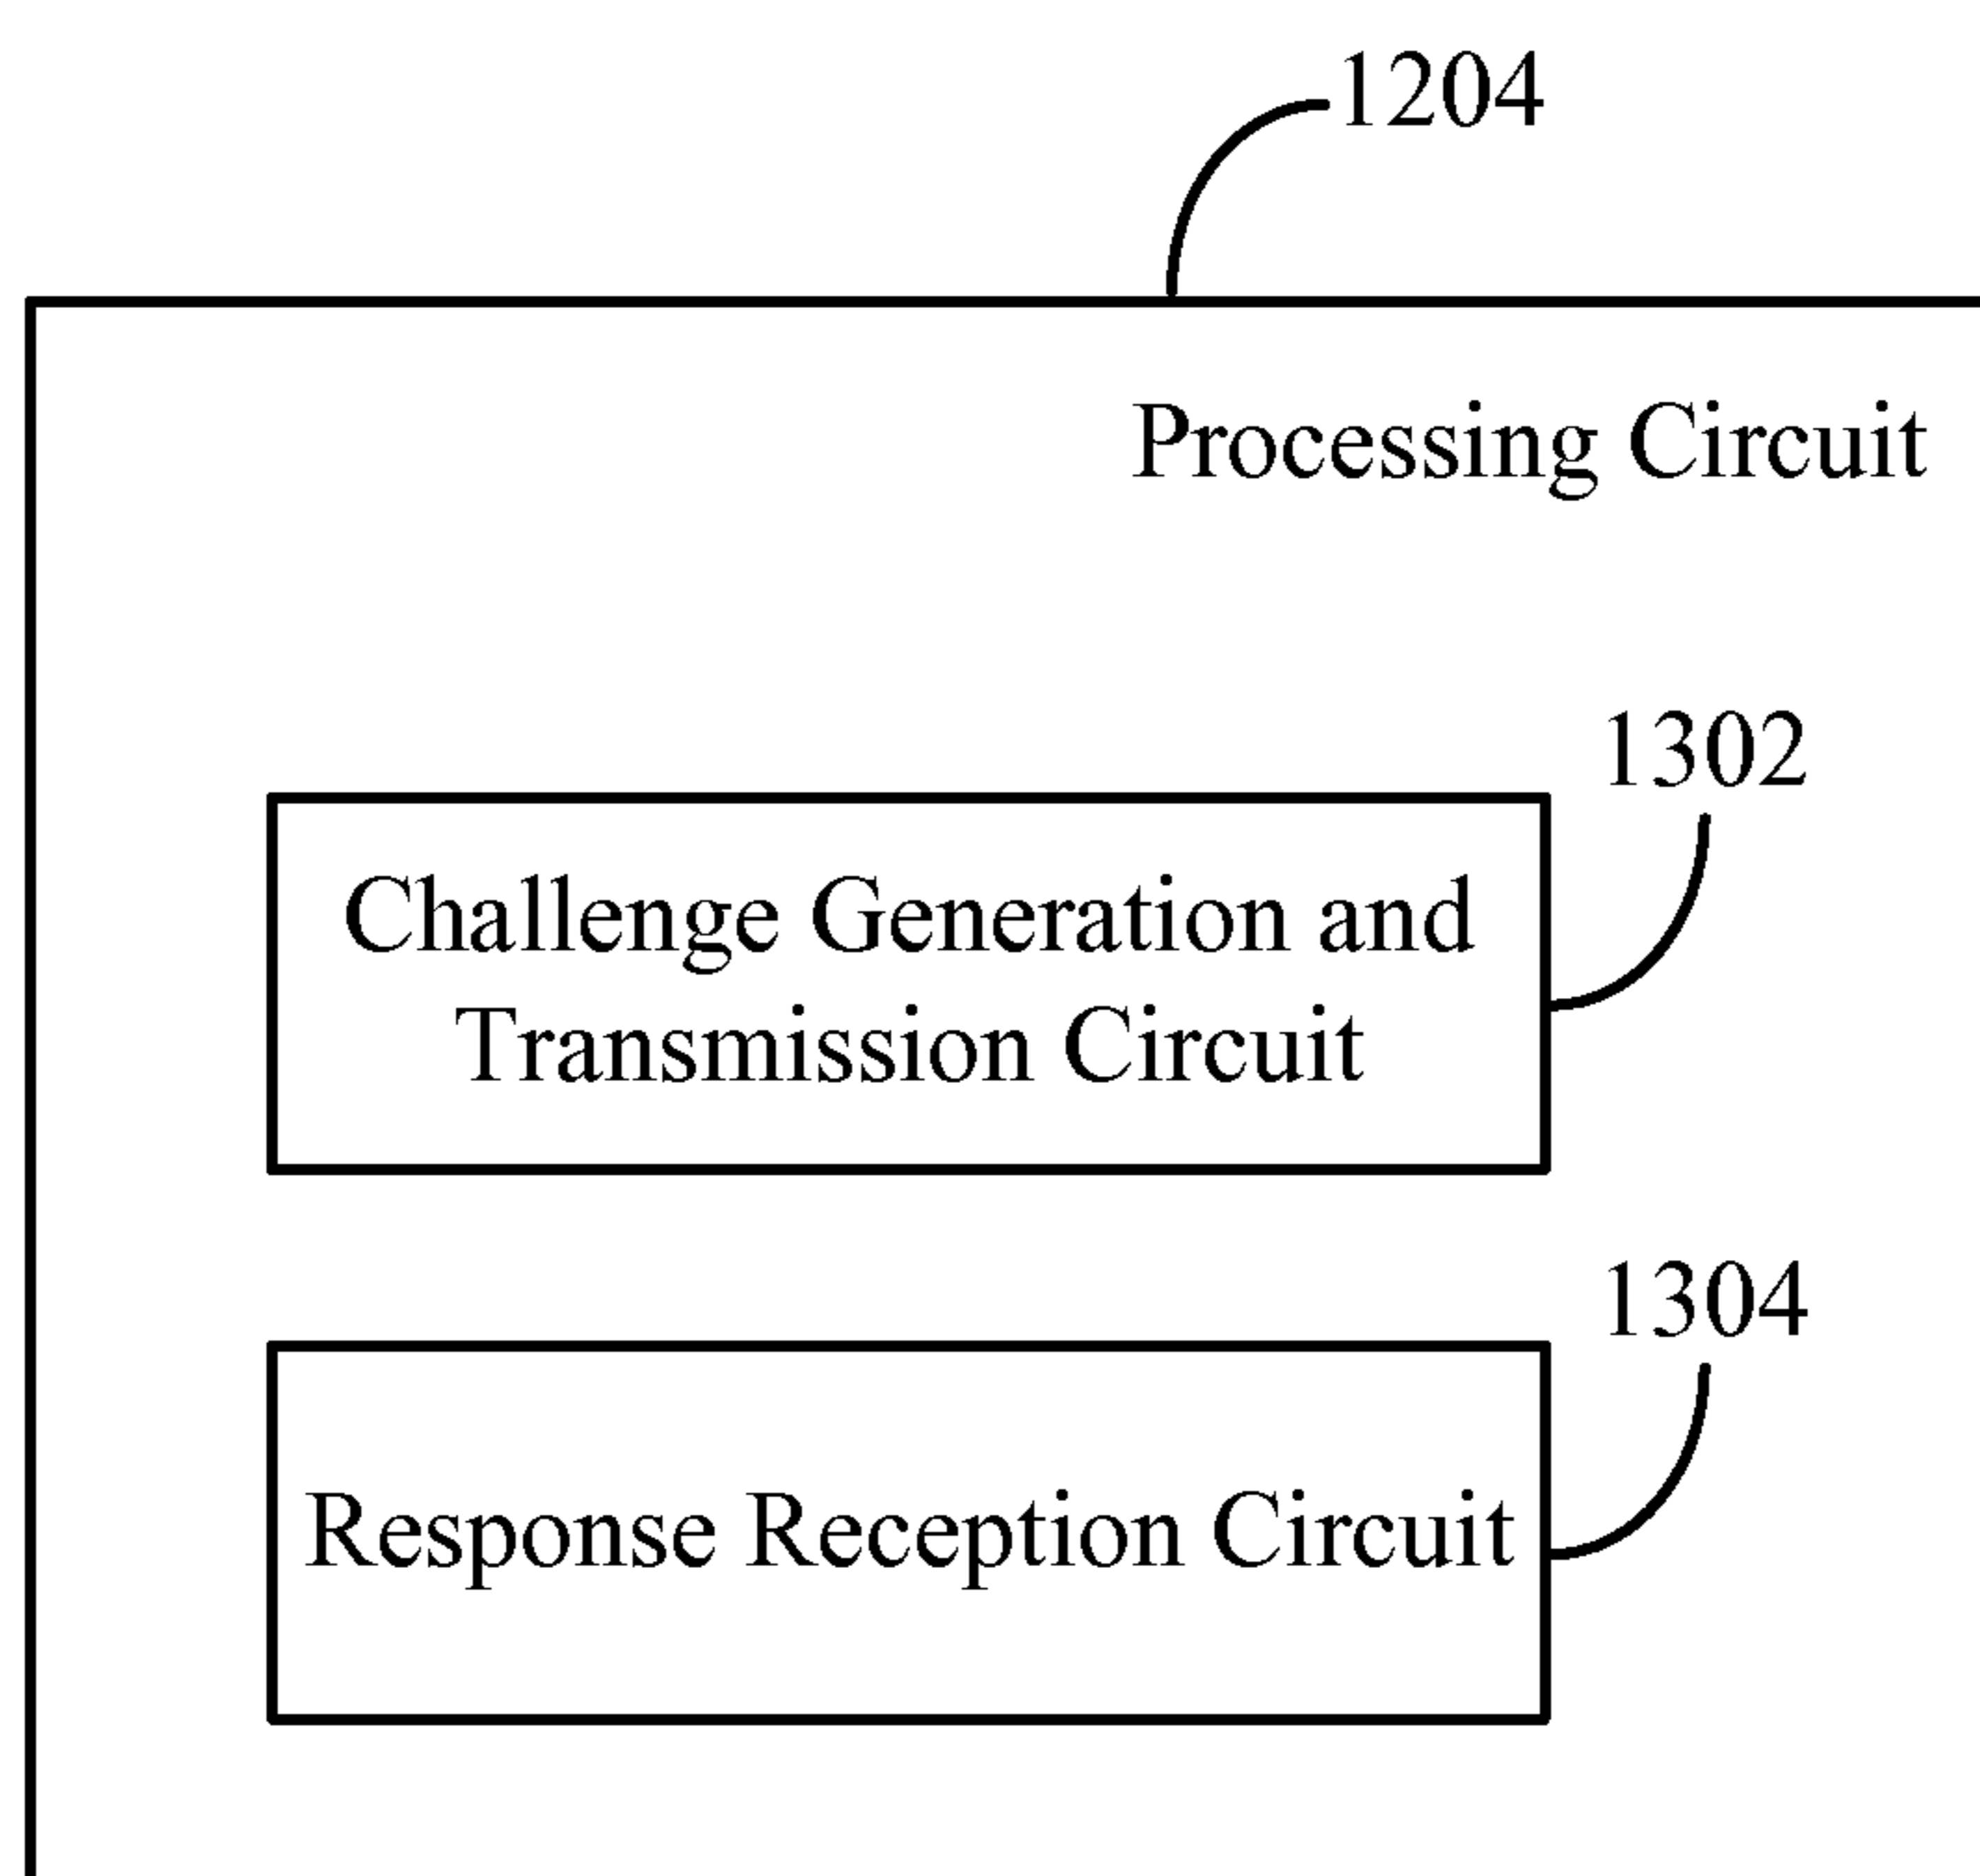 1204
Processing Circuit
1302
Challenge Generation and
Transmission Circuit
1304
Response Reception Circuit